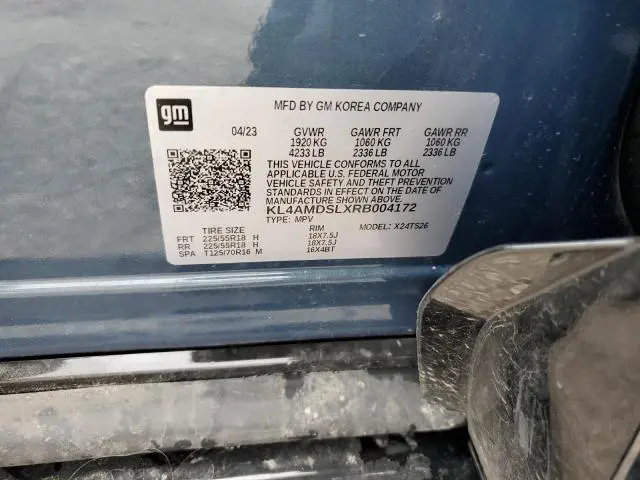 gm
MFD BY GM KOREA COMPANY
04/23 GVWR GAWR FRT GAWR RR
1920 KG 1060 KG 1060 KG
4233 LB 2336 LB 2336 LB
THIS VEHICLE CONFORMS TO ALL
APPLICABLE U.S. FEDERAL MOTOR
VEHICLE SAFETY AND THEFT PREVENTION
STANDARDS IN EFFECT ON THE DATE OF
MANUFACTURE SHOWN ABOVE.
KL4AMDSLXRB004172
TYPE: MPV MODEL: X24TS26
TIRE SIZE RIM
FRT 225/55R18 H 18X7.5J
RR 225/55R18 H 18X7.5J
SPA T125/70R16 M 16X4BT